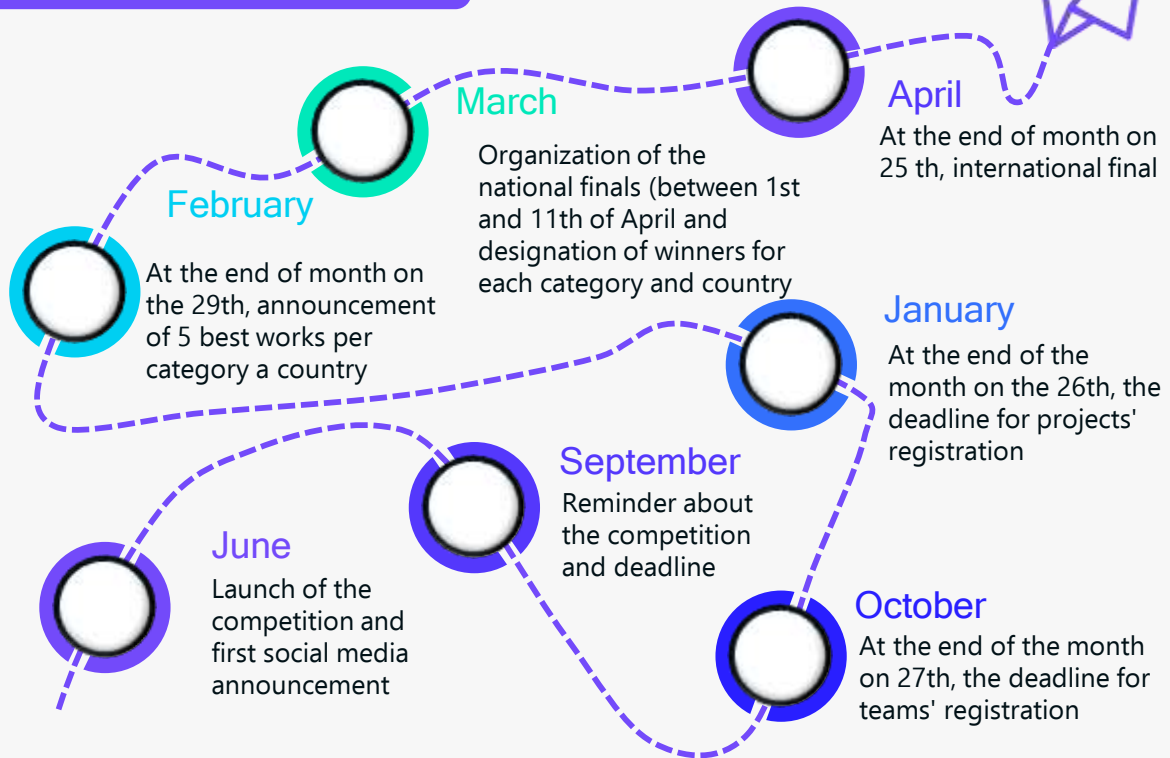 March
Organization of the
national finals (between 1st
and 11th of April and
designation of winners for
each category and country
April
At the end of month on
25 th, international final
February
At the end of month on
the 29th, announcement
of 5 best works per
category a country
January
At the end of the
month on the 26th, the
deadline for projects'
registration
September
Reminder about
the competition
and deadline
June
Launch of the
competition and
first social media
announcement
October
At the end of the month
on 27th, the deadline for
teams' registration